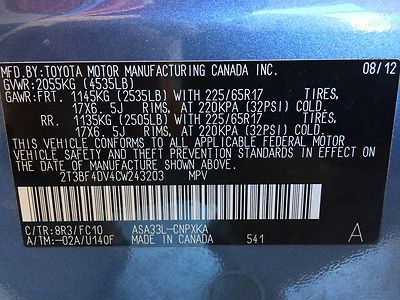 MFD.BY:TOYOTA MOTOR MANUFACTURING CANADA INC. 08/12
GVWR:2055KG (4535LB)
GAWR:FRT. 1145KG (2535LB) WITH 225/65R17 TIRES,
17X6.5J RIMS, AT 220KPA (32PSI) COLD.
RR. 1135KG (2505LB) WITH 225/65R17 TIRES,
17X6.5J RIMS, AT 220KPA (32PSI) COLD.
THIS VEHICLE CONFORMS TO ALL APPLICABLE FEDERAL MOTOR
VEHICLE SAFETY AND THEFT PREVENTION STANDARDS IN EFFECT
ON THE DATE OF MANUFACTURE SHOWN ABOVE.
2T3BF4DV4CW243203 MPV
C/TR:8R3/FC10 ASA33L-CNPXKA
A/TM:-02A/U140F MADE IN CANADA 541 A